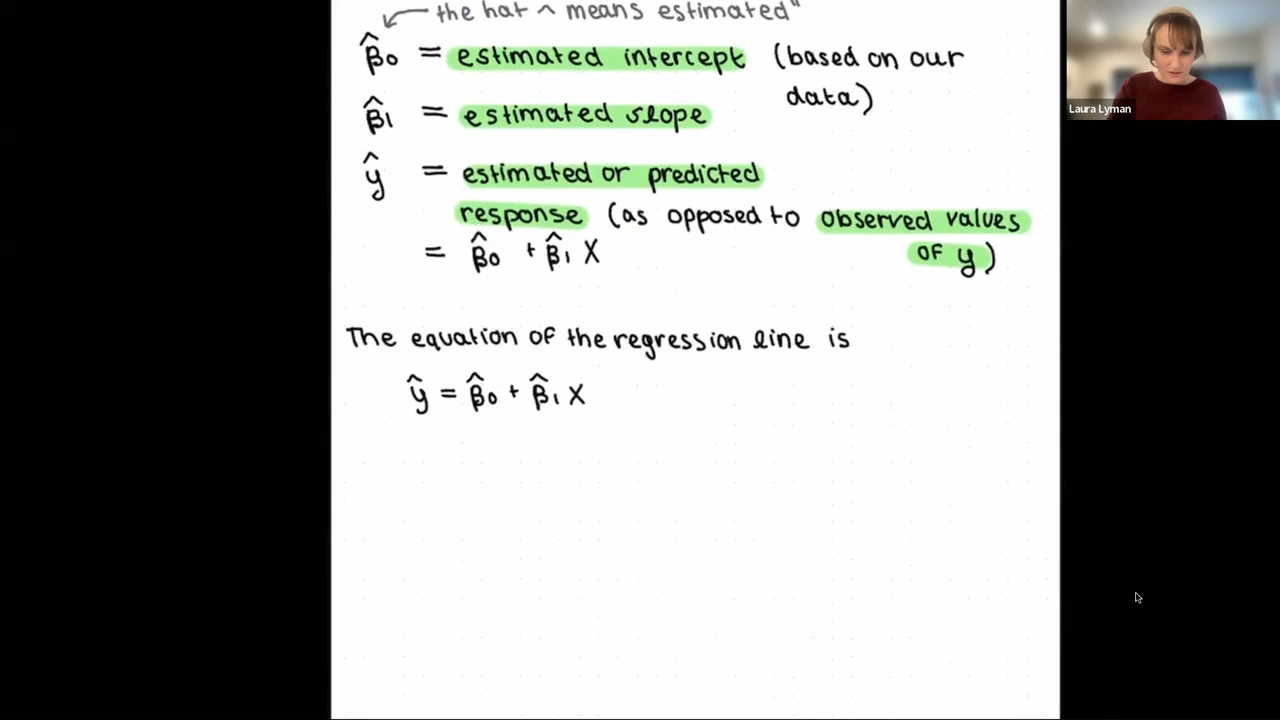 the hat ^ means estimated"
β̂0 = estimated intercept (based on our
data)
β̂1 = estimated slope
ŷ = estimated or predicted
response (as opposed to observed values
of y)
= β̂0 + β̂1 X
The equation of the regression line is
ŷ = β̂0 + β̂1 X
Laura Lyman